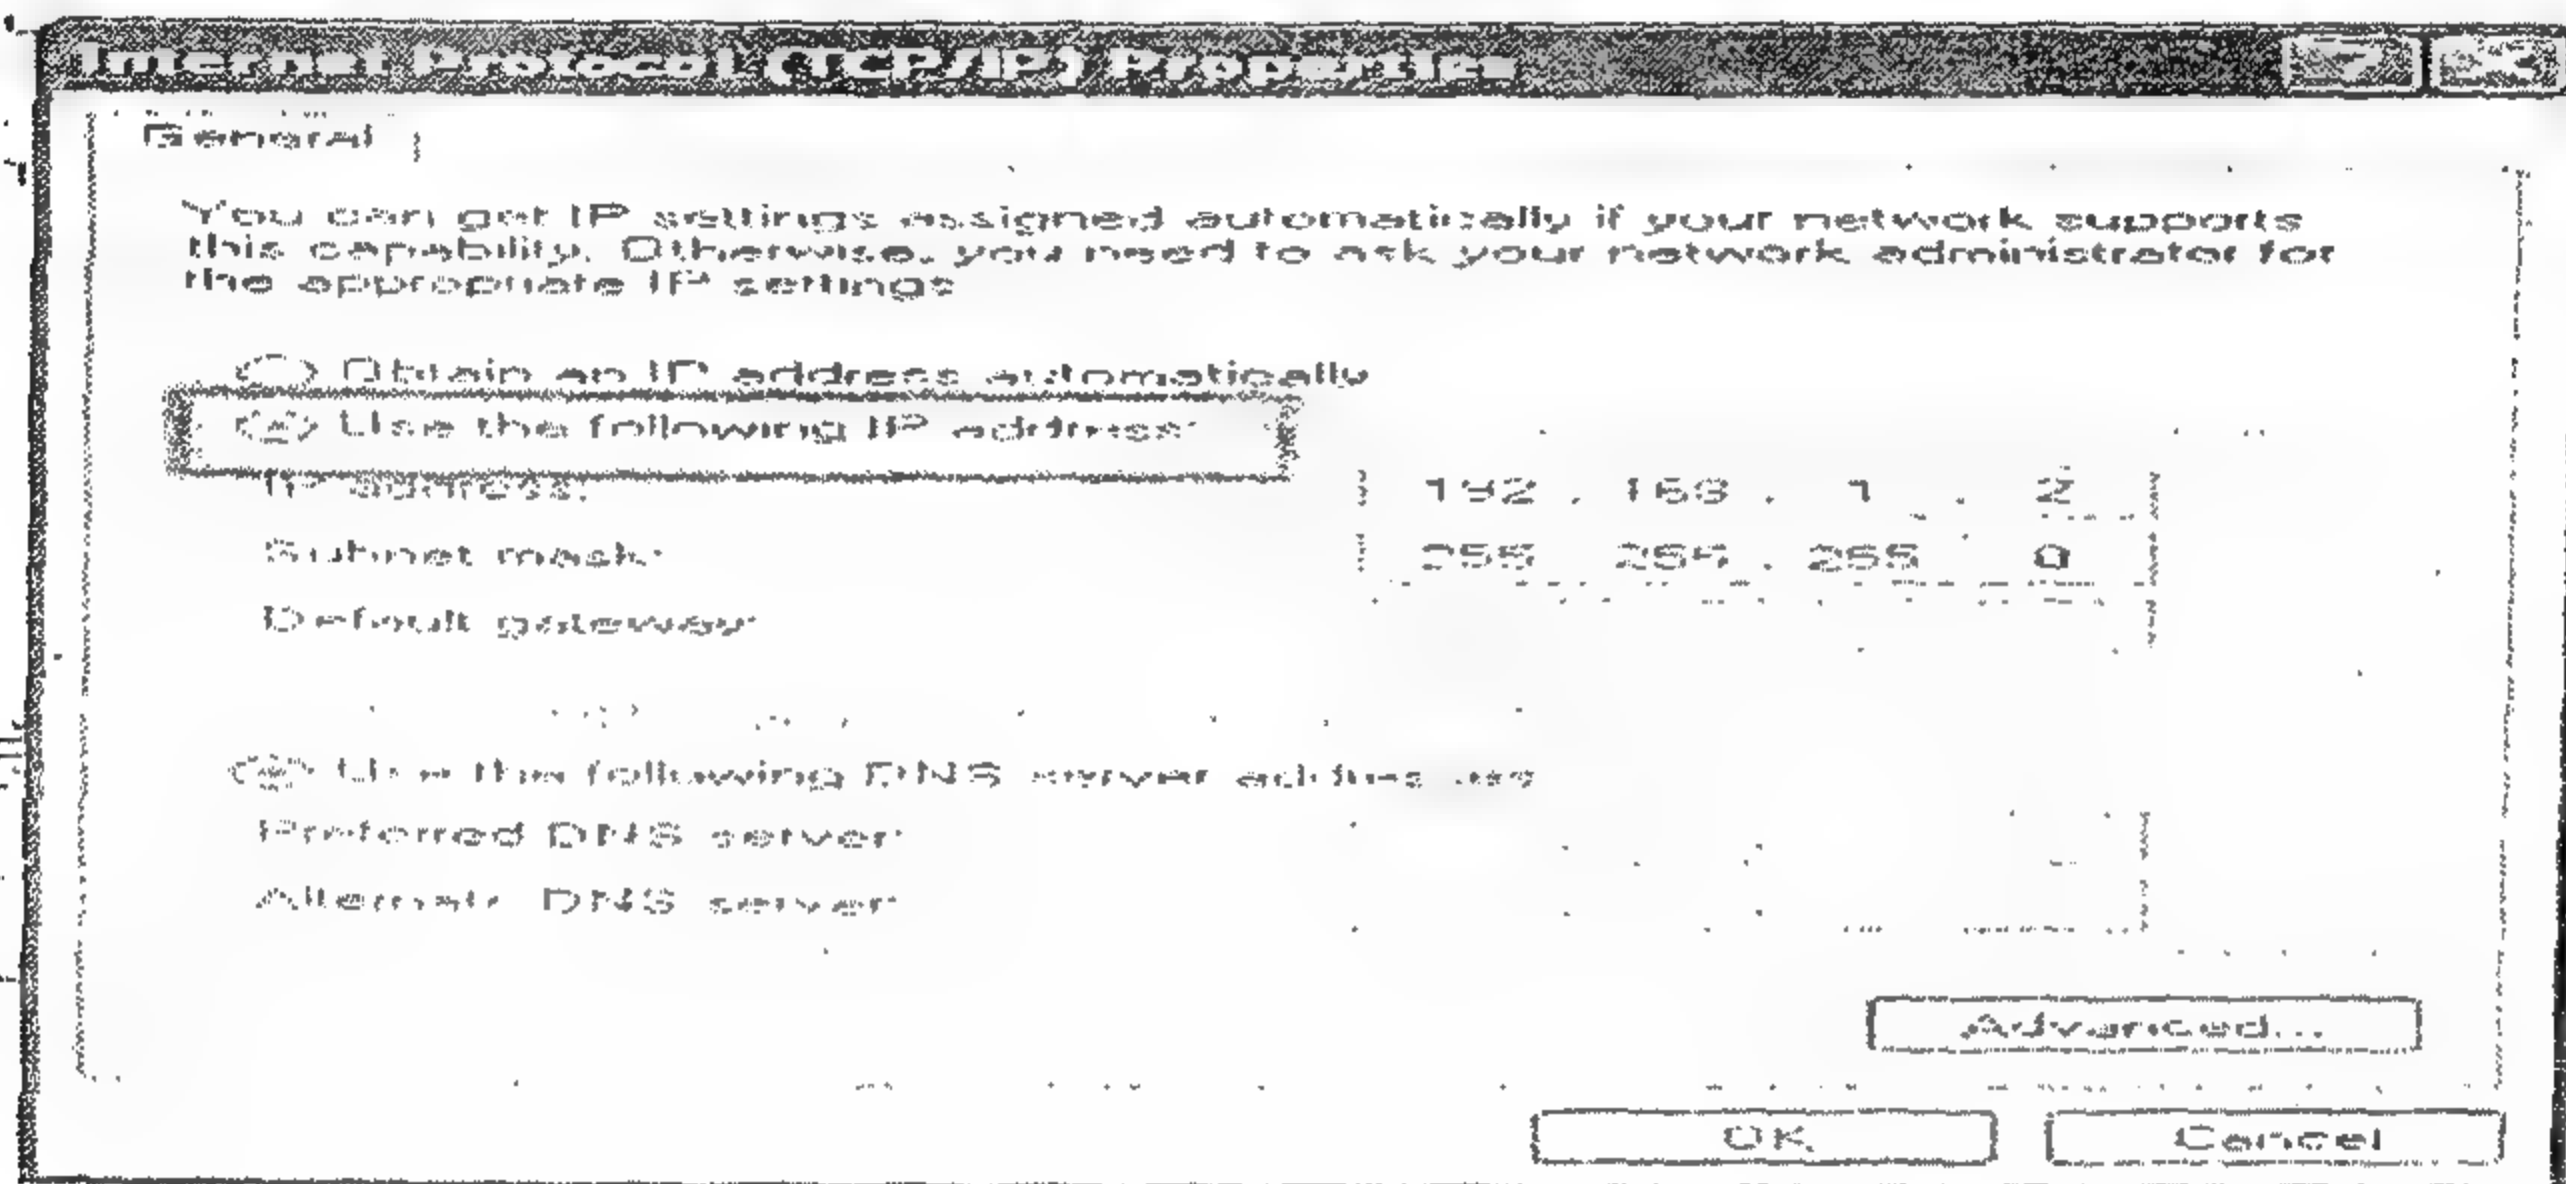 Internet Protocol (TCP/IP) Properties
General
You can get IP settings assigned automatically if your network supports
this capability. Otherwise, you need to ask your network administrator for
the appropriate IP settings
Obtain an IP address automatically
Use the following IP address:
IP address: 192 . 168 . 1 . 2
Subnet mask: 255 . 255 . 255 . 0
Default gateway:
Use the following DNS server addresses
Preferred DNS server:
Alternate DNS server:
Advanced...
OK Cancel